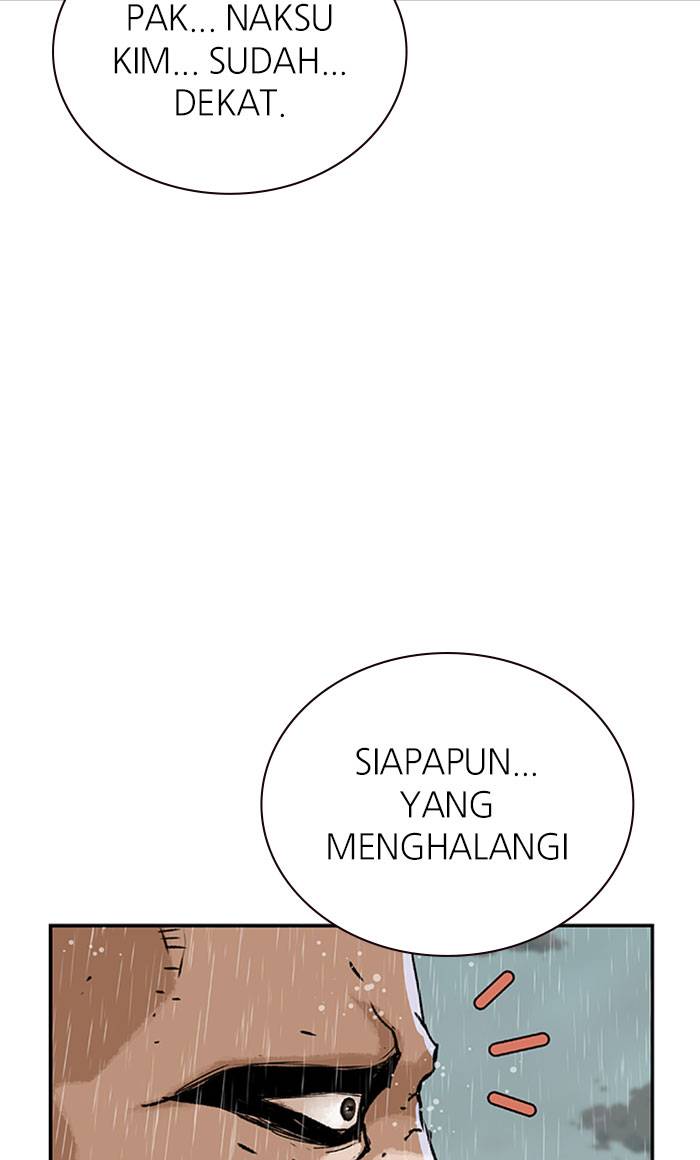 PAK... NAKSU
KIM... SUDAH...
DEKAT.
SIAPAPUN...
YANG
MENGHALANGI